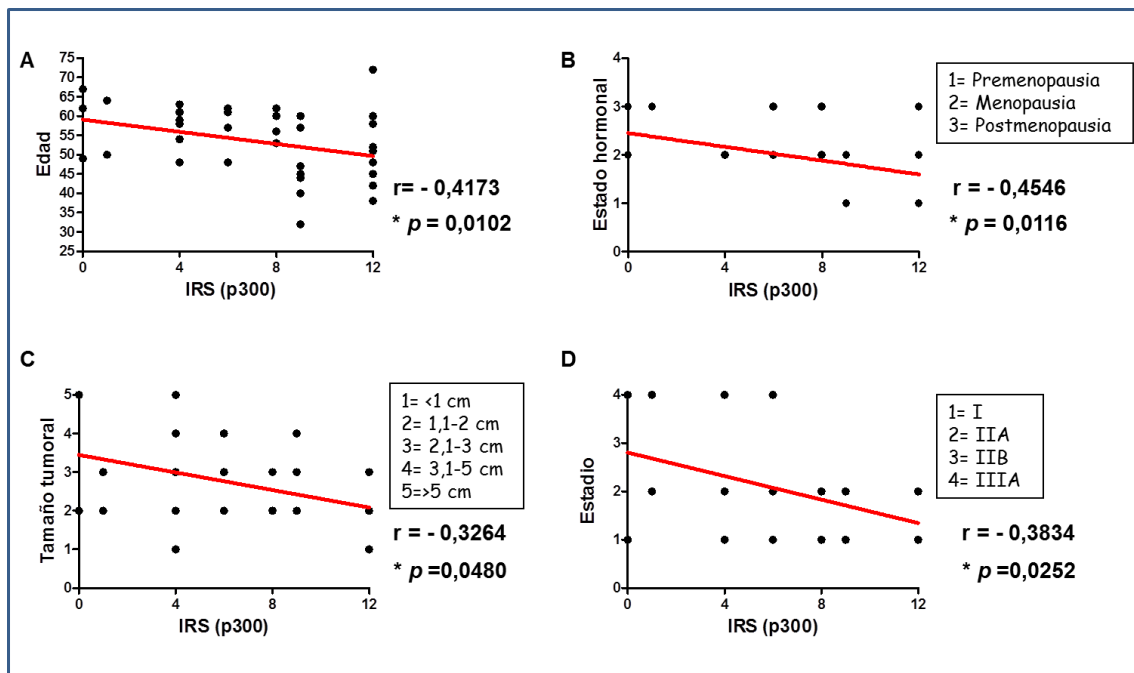 A
75
70
65
60
55
50
45
40
35
30
25
Edad
0
4
8
12
IRS (p300)
r= - 0,4173
* p = 0,0102
B
4
3
2
1
0
Estado hormonal
0
4
8
12
IRS (p300)
1= Premenopausia
2= Menopausia
3= Postmenopausia
r = - 0,4546
* p = 0,0116
C
5
4
3
2
1
0
Tamaño tumoral
0
4
8
12
IRS (p300)
1= <1 cm
2= 1,1-2 cm
3= 2,1-3 cm
4= 3,1-5 cm
5=>5 cm
r = - 0,3264
* p =0,0480
D
4
3
2
1
0
Estadio
0
4
8
12
IRS (p300)
1= I
2= IIA
3= IIB
4= IIIA
r = - 0,3834
* p =0,0252